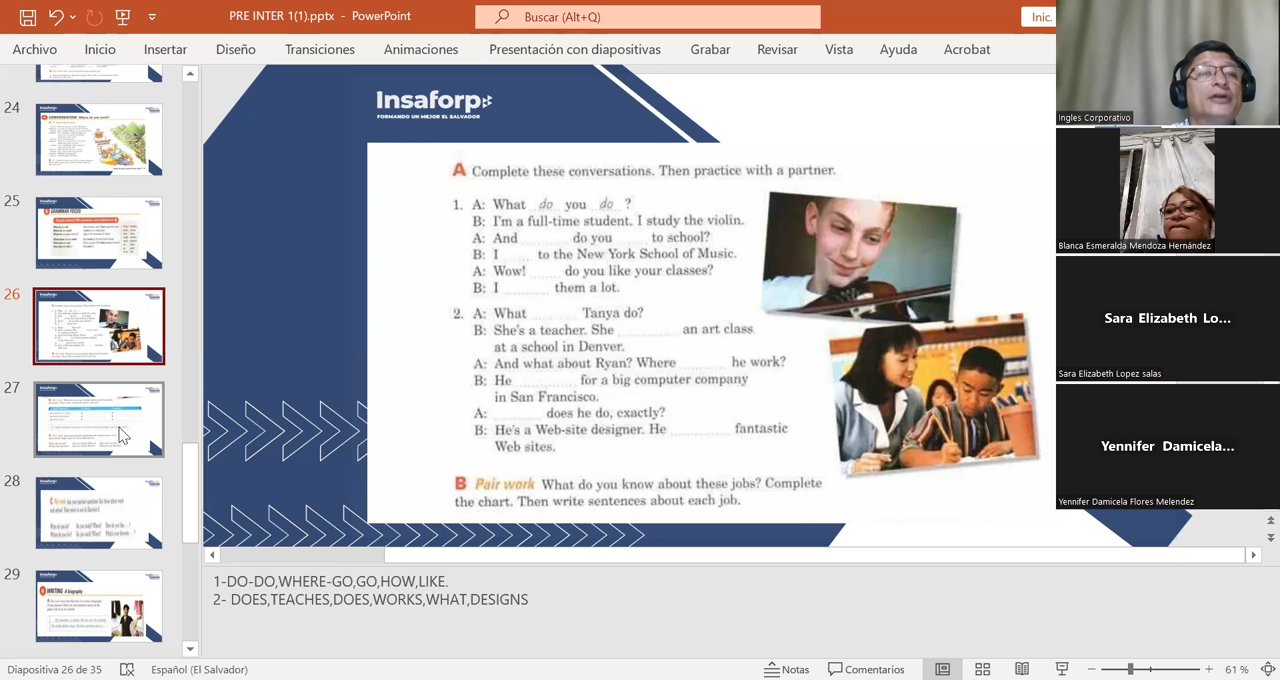 PRE INTER 1(1).pptx - PowerPoint
Buscar (Alt+Q)
Inic.
Archivo Inicio Insertar Diseño Transiciones Animaciones Presentación con diapositivas Grabar Revisar Vista Ayuda Acrobat
24
25
26
27
28
29
Insaforp
FORMANDO UN MEJOR EL SALVADOR
A Complete these conversations. Then practice with a partner.
1. A: What do you do ?
B: I'm a full-time student. I study the violin.
A: And ........ do you ........ to school?
B: I ........ to the New York School of Music.
A: Wow! ........ do you like your classes?
B: I ........ them a lot.
2. A: What ........ Tanya do?
B: She's a teacher. She ........ an art class
at a school in Denver.
A: And what about Ryan? Where ........ he work?
B: He ........ for a big computer company
in San Francisco.
A: ........ does he do, exactly?
B: He's a Web-site designer. He ........ fantastic
Web sites.
B Pair work What do you know about these jobs? Complete
the chart. Then write sentences about each job.
1-DO-DO,WHERE-GO,GO,HOW,LIKE.
2- DOES,TEACHES,DOES,WORKS,WHAT,DESIGNS
Ingles Corporativo
Blanca Esmeralda Mendoza Hernández
Sara Elizabeth Lo...
Sara Elizabeth Lopez salas
Yennifer Damicela...
Yennifer Damicela Flores Melendez
Diapositiva 26 de 35 Español (El Salvador) Notas Comentarios 61 %